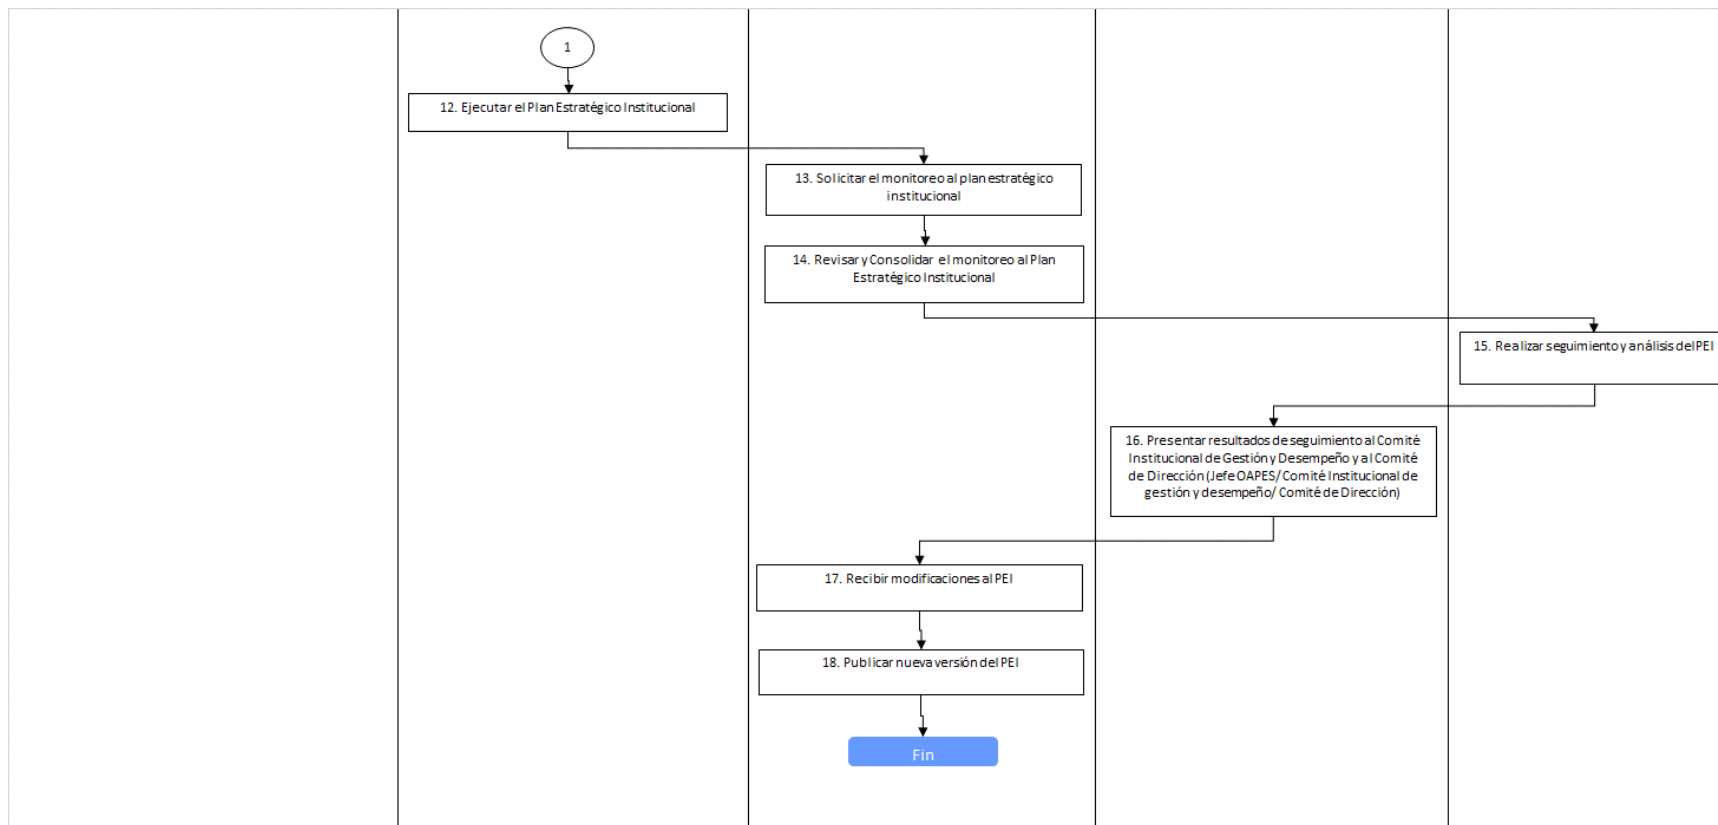 1
12. Ejecutar el Plan Estratégico Institucional
13. Solicitar el monitoreo al plan estratégico
institucional
14. Revisar y Consolidar el monitoreo al Plan
Estratégico Institucional
15. Realizar seguimiento y análisis del PEI
16. Presentar resultados de seguimiento al Comité
Institucional de Gestión y Desempeño y al Comité
de Dirección (Jefe OAPES/ Comité Institucional de
gestión y desempeño/ Comité de Dirección)
17. Recibir modificaciones al PEI
18. Publicar nueva versión del PEI
Fin